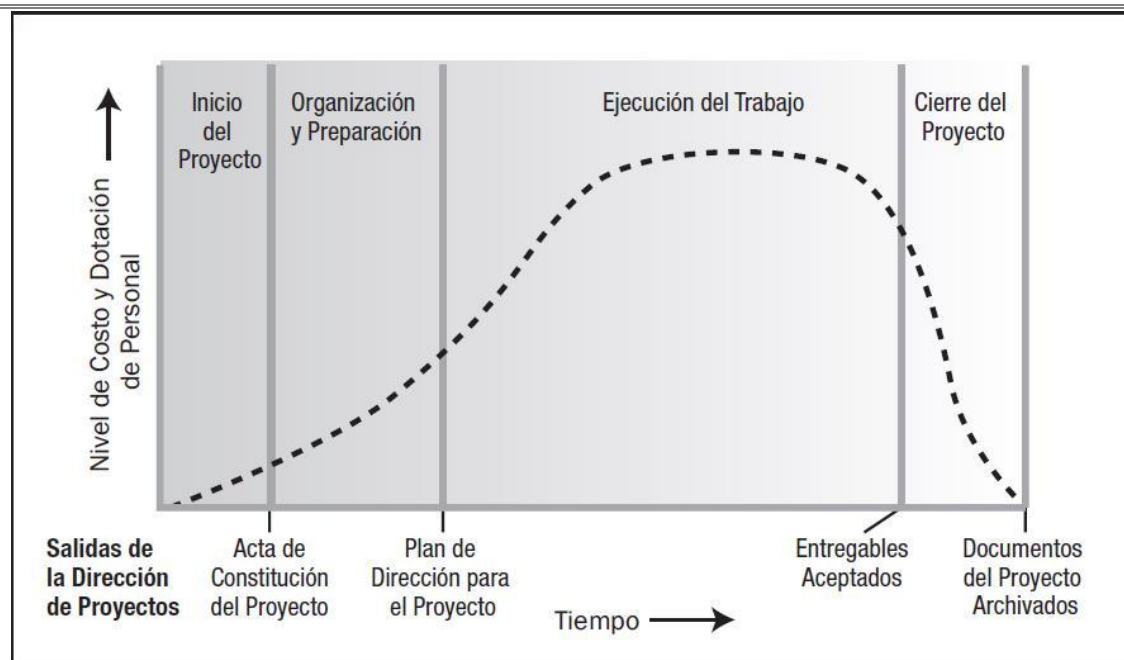 Inicio
del
Proyecto
Organización
y Preparación
Ejecución del Trabajo
Cierre del
Proyecto
Nivel de Costo y Dotación
de Personal
Salidas de
la Dirección
de Proyectos
Acta de
Constitución
del Proyecto
Plan de
Dirección para
el Proyecto
Entregables
Aceptados
Documentos
del Proyecto
Archivados
Tiempo